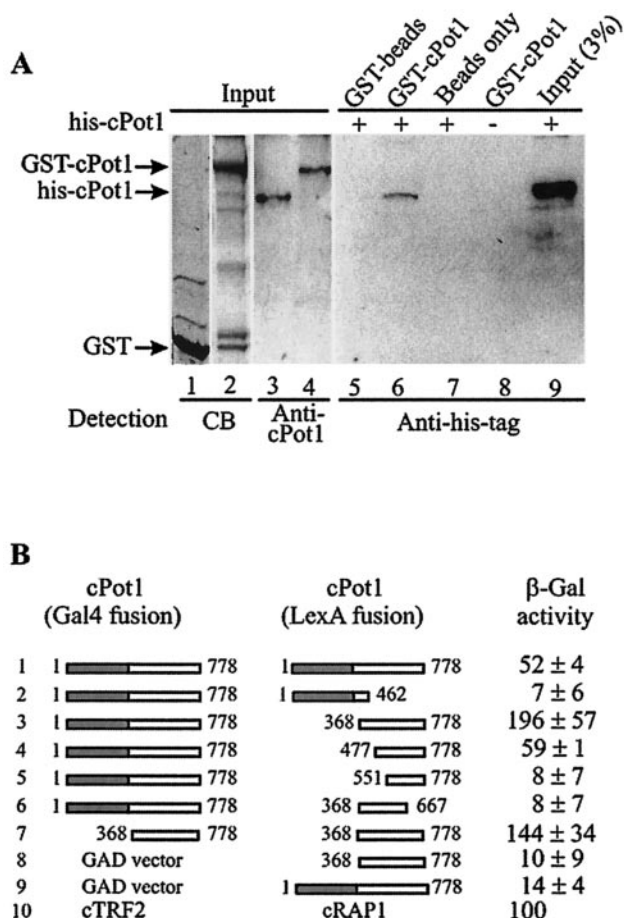 A
Input
GST-beads
GST-cPot1
Beads only
GST-cPot1
Input (3%)
his-cPot1 + + + - +
GST-cPot1
his-cPot1
GST
1 2 3 4 5 6 7 8 9
Detection CB Anti-cPot1 Anti-his-tag
B
cPot1 (Gal4 fusion) cPot1 (LexA fusion) β-Gal activity
1 1 778 1 778 52 ± 4
2 1 778 1 462 7 ± 6
3 1 778 368 778 196 ± 57
4 1 778 477 778 59 ± 1
5 1 778 551 778 8 ± 7
6 1 778 368 667 8 ± 7
7 368 778 368 778 144 ± 34
8 GAD vector 368 778 10 ± 9
9 GAD vector 1 778 14 ± 4
10 cTRF2 cRAP1 100